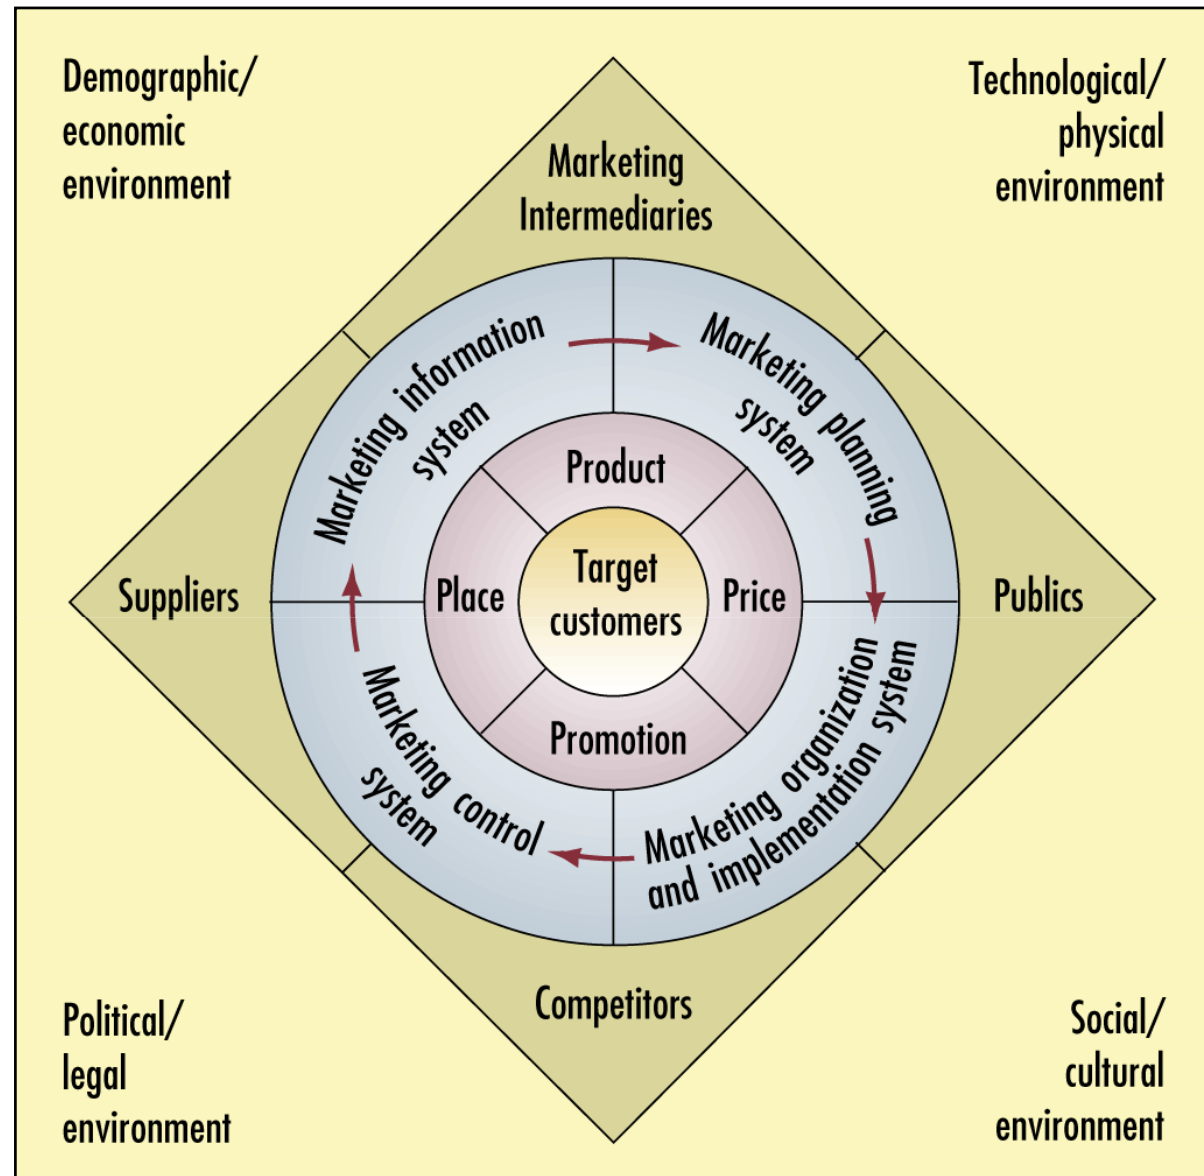 Demographic/
economic
environment
Technological/
physical
environment
Marketing
Intermediaries
Marketing information
system
Marketing planning
system
Product
Suppliers
Place
Target
customers
Price
Publics
Promotion
Marketing control
system
Marketing organization
and implementation system
Competitors
Political/
legal
environment
Social/
cultural
environment